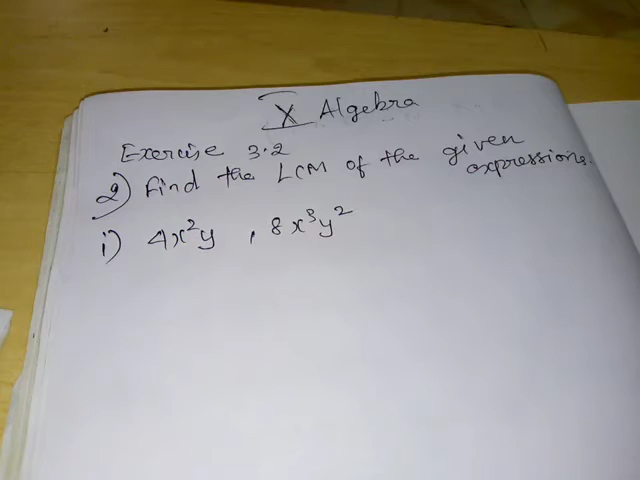 X Algebra
Exercise 3.2
2) Find the LCM of the given expressions.
i) 4x²y , 8x³y²